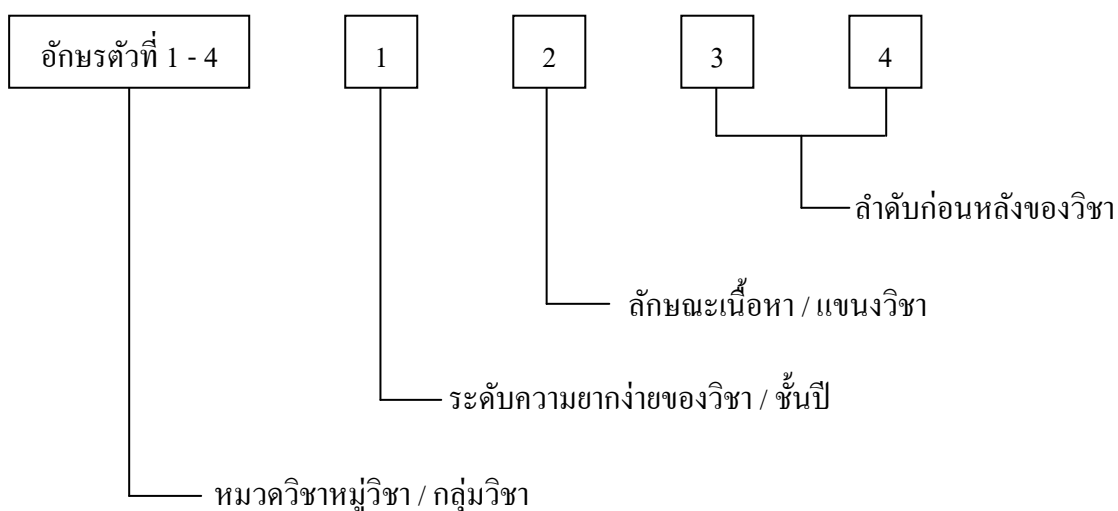 อักษรตัวที่ 1 - 4 1 2 3 4
ลำดับก่อนหลังของวิชา
ลักษณะเนื้อหา / แขนงวิชา
ระดับความยากง่ายของวิชา / ชั้นปี
หมวดวิชาหมู่วิชา / กลุ่มวิชา